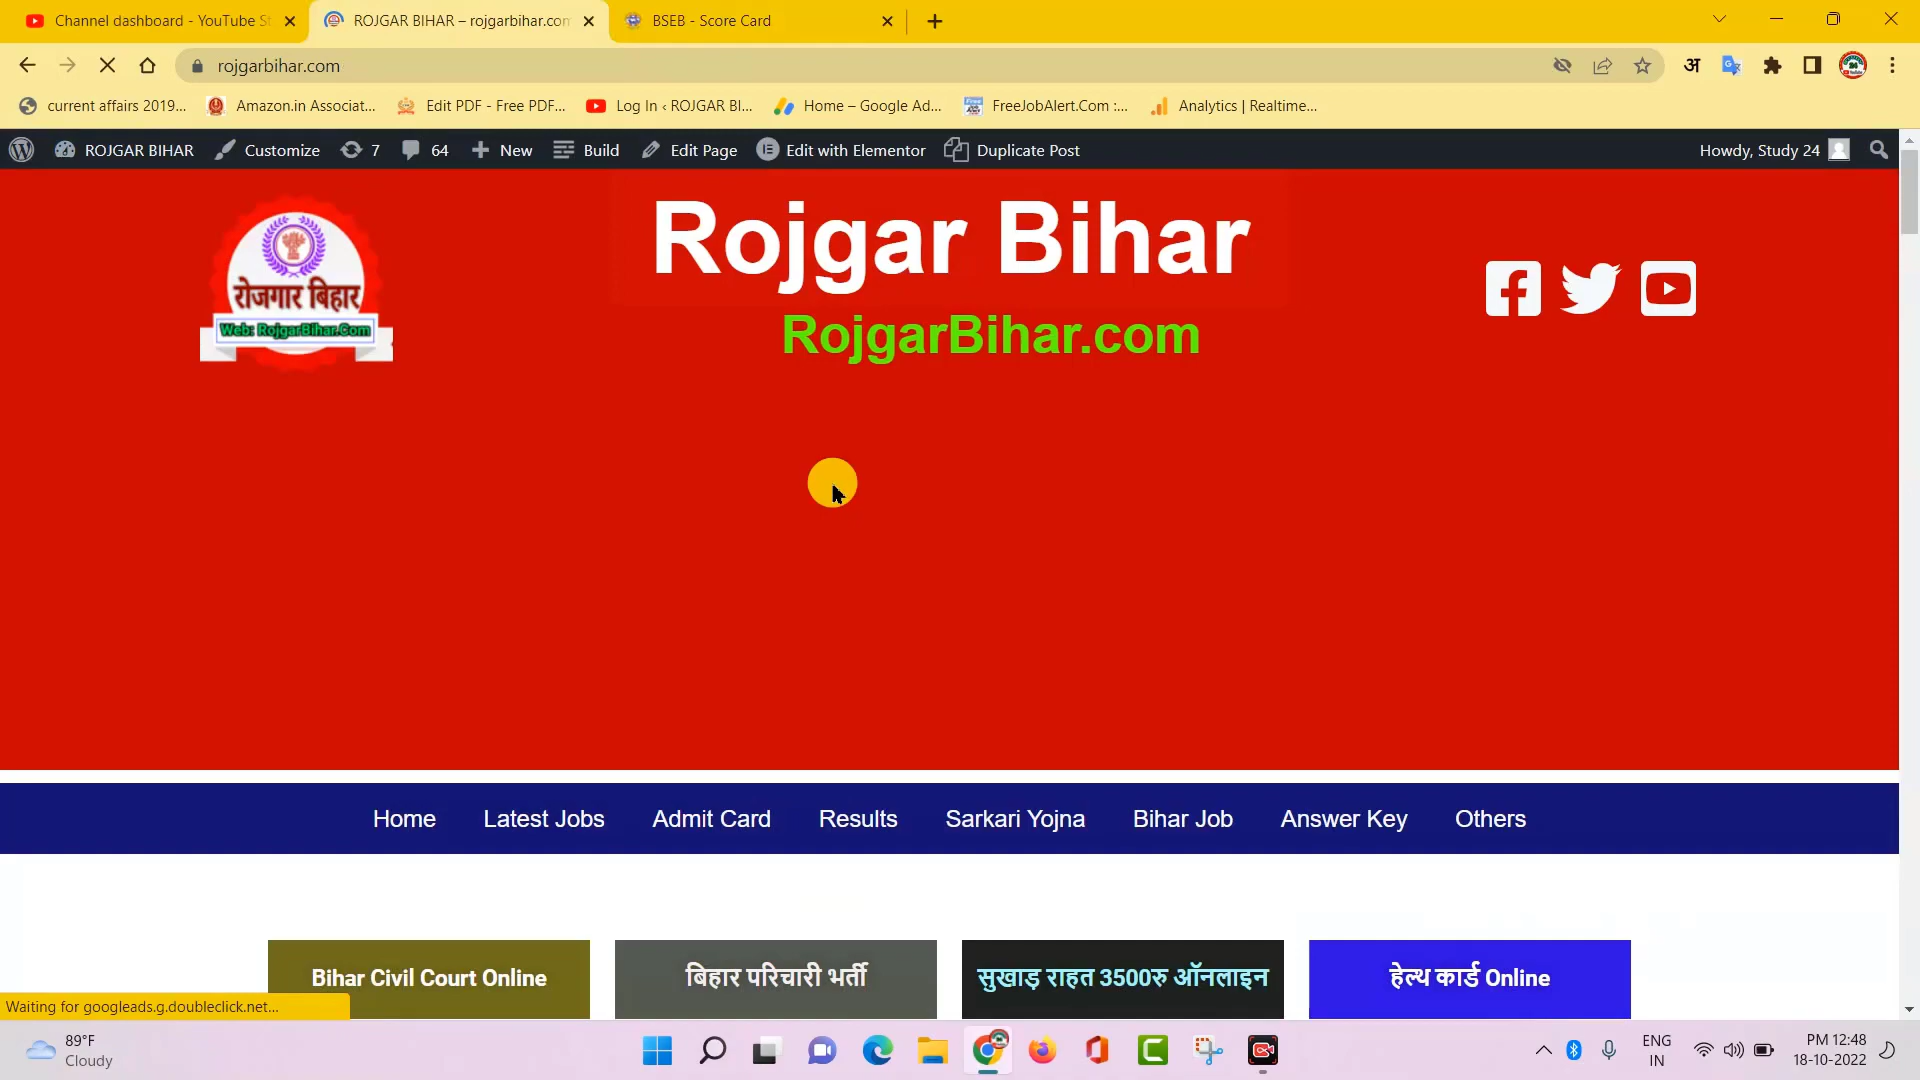 Channel dashboard - YouTube St
ROJGAR BIHAR – rojgarbihar.com
BSEB - Score Card
rojgarbihar.com
अ
current affairs 2019...
Amazon.in Associat...
Edit PDF - Free PDF...
Log In ‹ ROJGAR BI...
Home – Google Ad...
FreeJobAlert.Com :...
Analytics | Realtime...
ROJGAR BIHAR
Customize
7
64
New
Build
Edit Page
Edit with Elementor
Duplicate Post
Howdy, Study 24
रोजगार बिहार
Web: RojgarBihar.Com
Rojgar Bihar
RojgarBihar.com
Home
Latest Jobs
Admit Card
Results
Sarkari Yojna
Bihar Job
Answer Key
Others
Bihar Civil Court Online
बिहार परिचारी भर्ती
सुखाड़ राहत 3500रु ऑनलाइन
हेल्थ कार्ड Online
Waiting for googleads.g.doubleclick.net...
89°F
Cloudy
ENG
IN
PM 12:48
18-10-2022